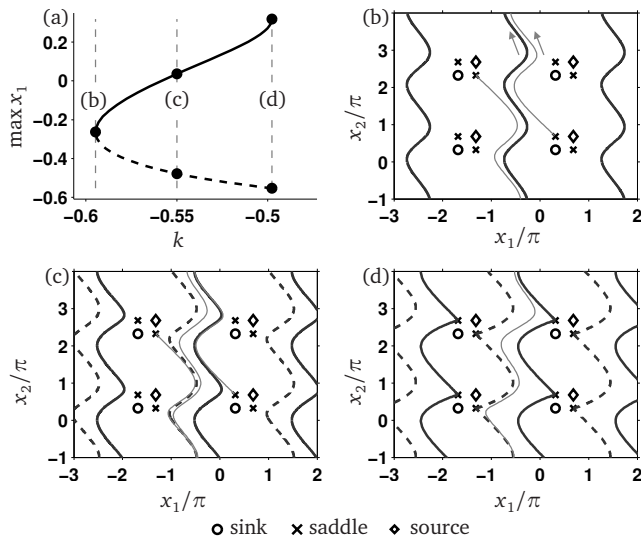 (a)
0.2
0
−0.2
−0.4
−0.6
max x₁
(b)
(c)
(d)
−0.6
−0.55
−0.5
k
(b)
4
3
2
1
0
−1
x₂/π
−3
−2
−1
0
1
2
x₁/π
(c)
4
3
2
1
0
−1
x₂/π
−3
−2
−1
0
1
2
x₁/π
(d)
4
3
2
1
0
−1
x₂/π
−3
−2
−1
0
1
2
x₁/π
sink saddle source